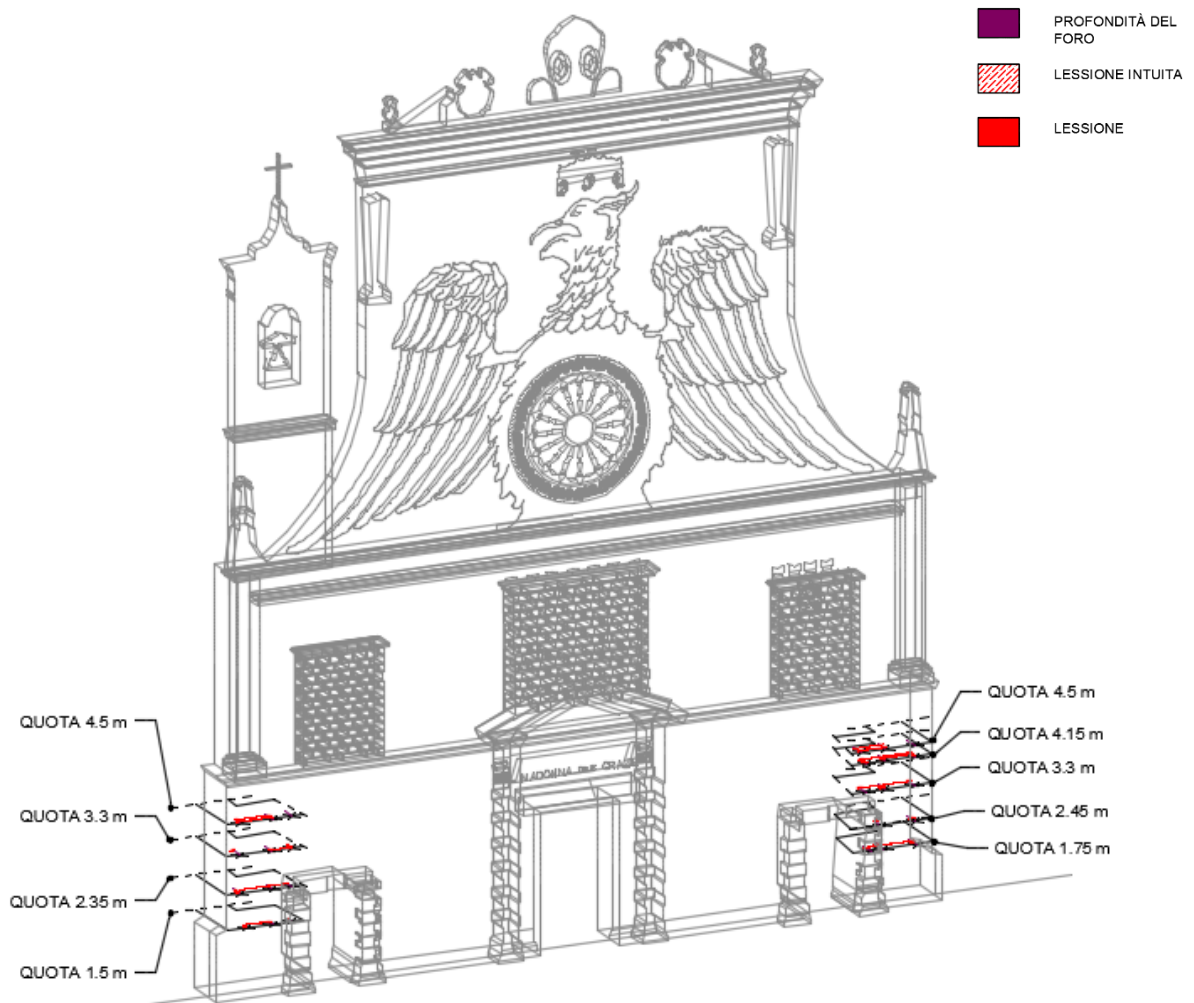 PROFONDITÀ DEL
FORO
LESSIONE INTUITA
LESSIONE
QUOTA 4.5 m
QUOTA 3.3 m
QUOTA 2.35 m
QUOTA 1.5 m
MADONNA
QUOTA 4.5 m
QUOTA 4.15 m
QUOTA 3.3 m
QUOTA 2.45 m
QUOTA 1.75 m